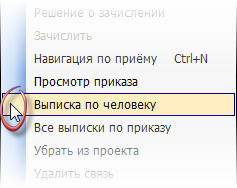 Решение о зачислении
Зачислить
Навигация по приёму Ctrl+N
Просмотр приказа
Выписка по человеку
Все выписки по приказу
Убрать из проекта
Удалить связь